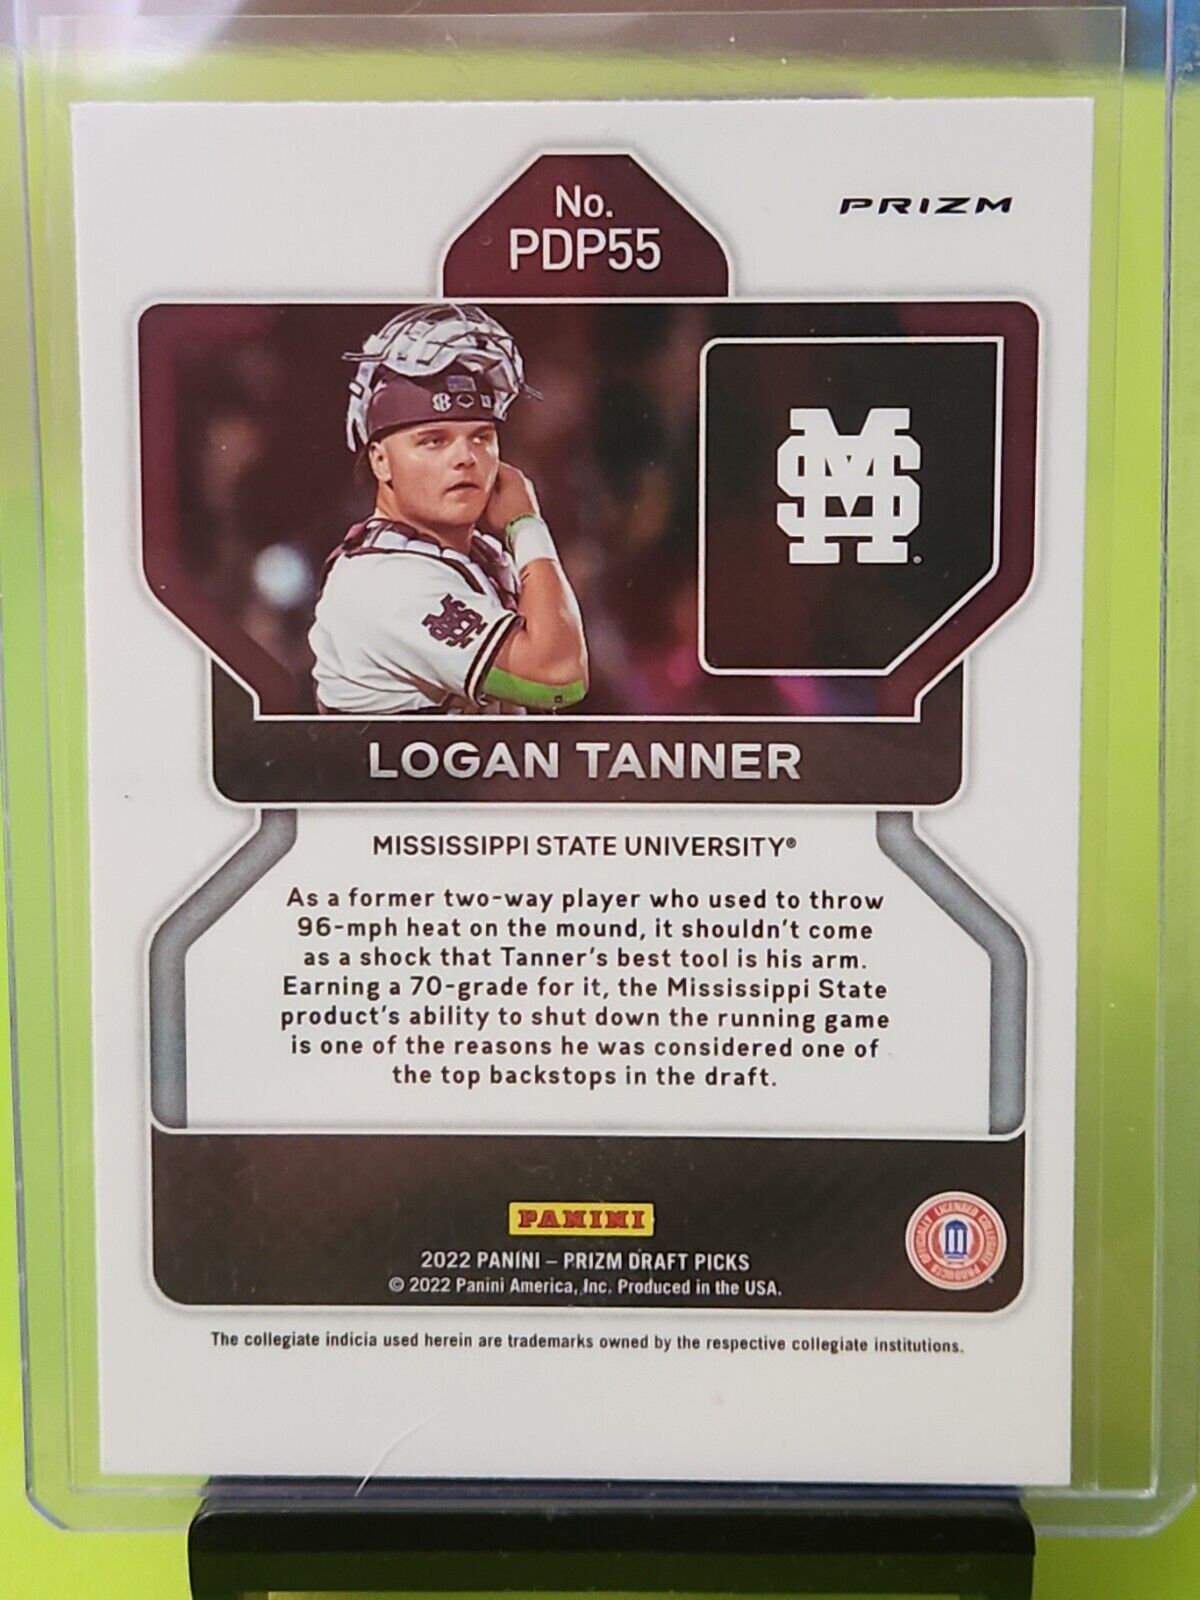 No.
PDP55
PRIZM
LOGAN TANNER
MISSISSIPPI STATE UNIVERSITY®
As a former two-way player who used to throw
96-mph heat on the mound, it shouldn't come
as a shock that Tanner's best tool is his arm.
Earning a 70-grade for it, the Mississippi State
product's ability to shut down the running game
is one of the reasons he was considered one of
the top backstops in the draft.
PANINI
2022 PANINI – PRIZM DRAFT PICKS
© 2022 Panini America, Inc. Produced in the USA.
OFFICIALLY LICENSED COLLEGIATE PRODUCTS
The collegiate indicia used herein are trademarks owned by the respective collegiate institutions.